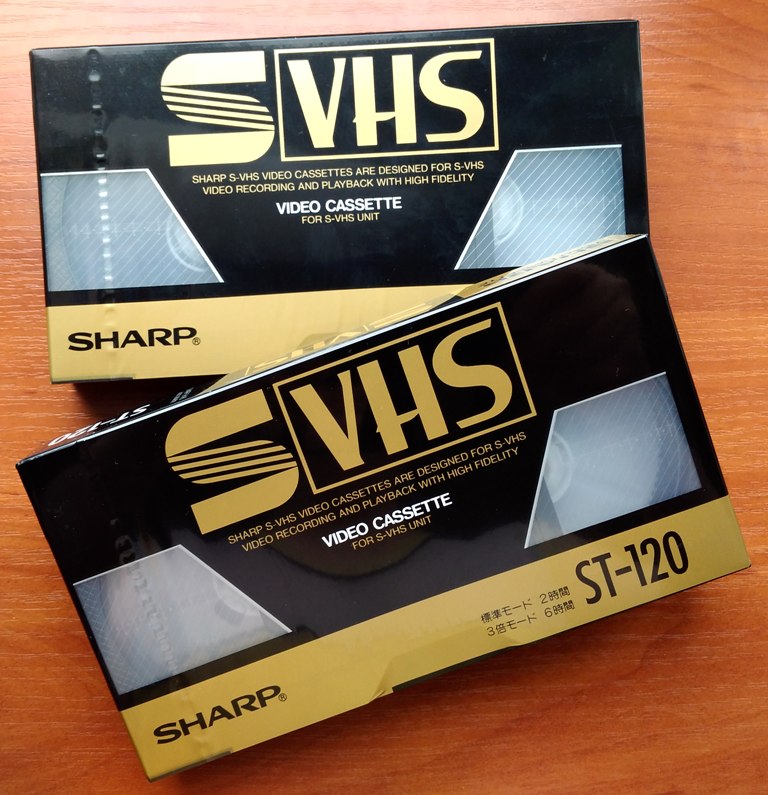 S VHS
SHARP S-VHS VIDEO CASSETTES ARE DESIGNED FOR S-VHS
VIDEO RECORDING AND PLAYBACK WITH HIGH FIDELITY
VIDEO CASSETTE
FOR S-VHS UNIT
SHARP®
ST-120
S VHS
SHARP S-VHS VIDEO CASSETTES ARE DESIGNED FOR S-VHS
VIDEO RECORDING AND PLAYBACK WITH HIGH FIDELITY
VIDEO CASSETTE
FOR S-VHS UNIT
標準モード 2時間
3倍モード 6時間
ST-120
SHARP®